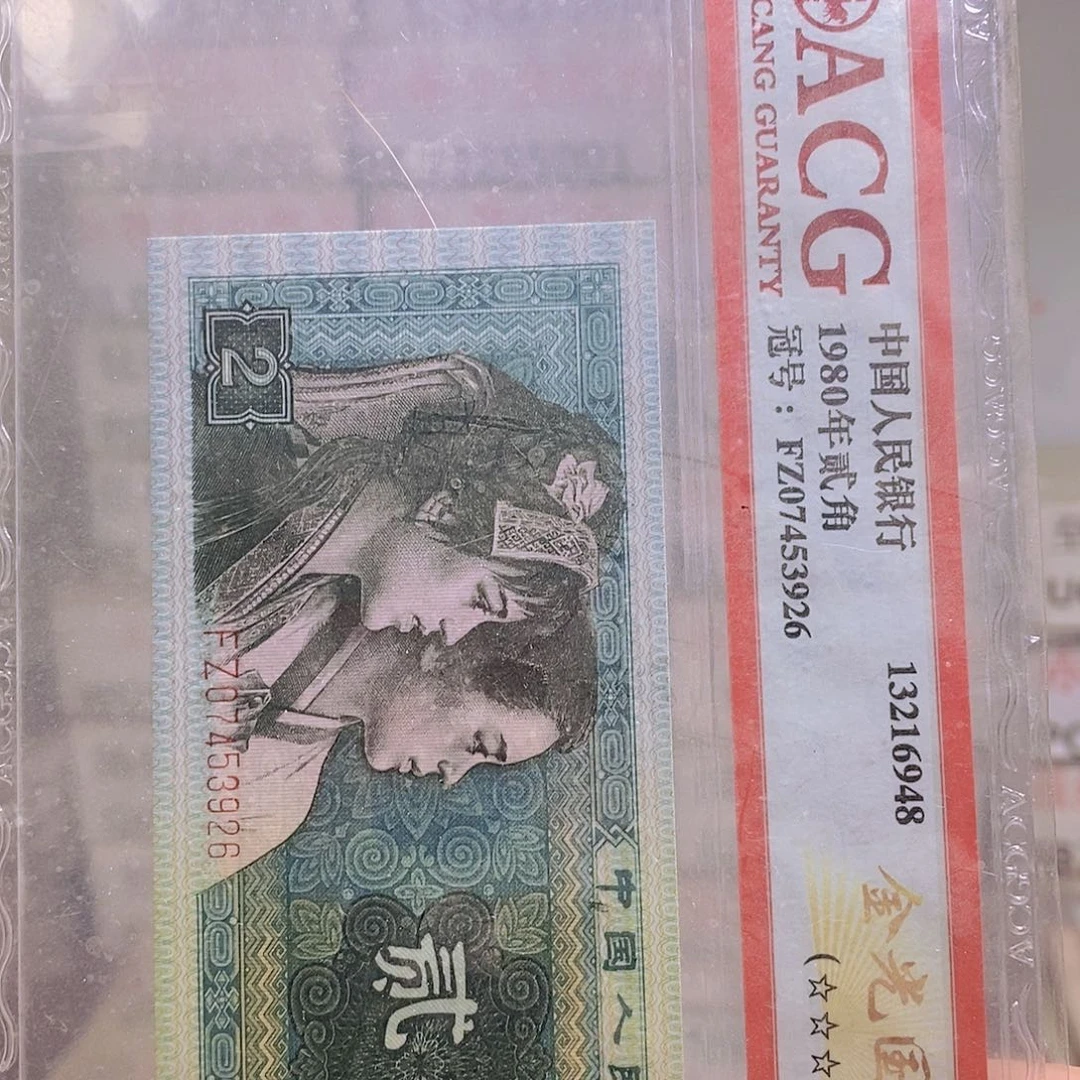 ACG
CANG GUARANTY
中国人民银行
1980年贰角
冠号：FZ07453926
13216948
金光国
(☆☆☆
中国人民
贰
2
FZ07453926